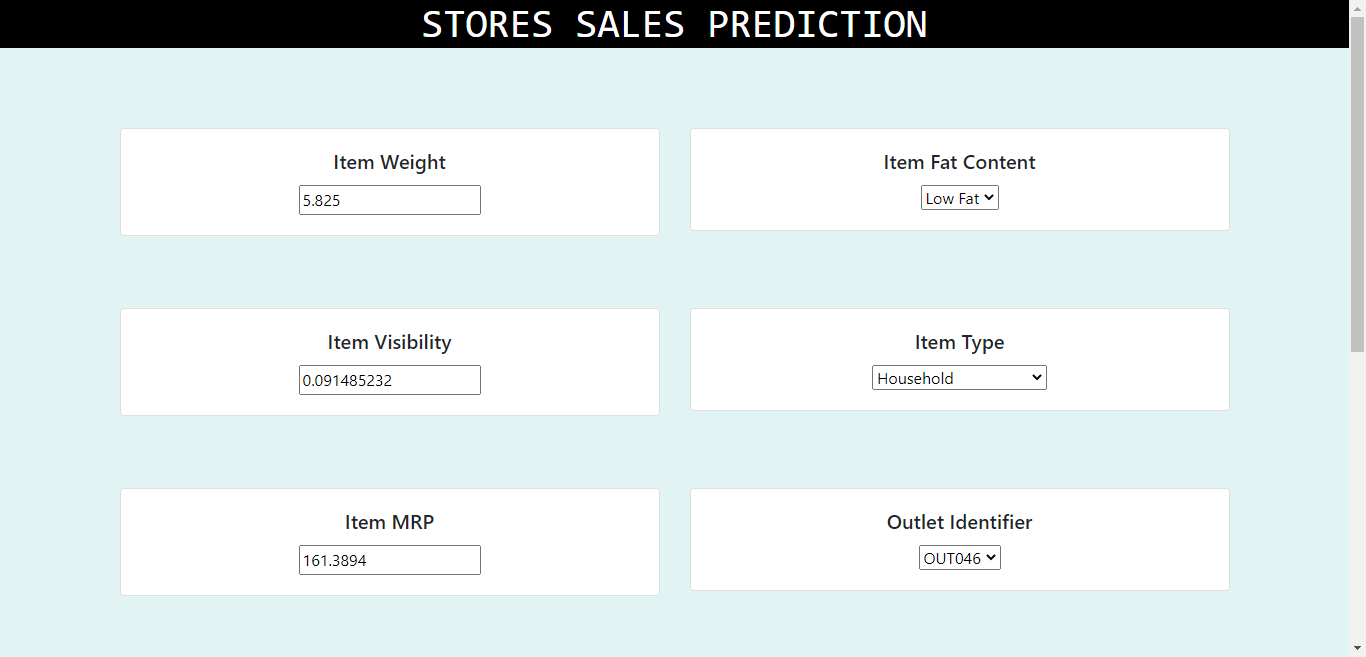 STORES SALES PREDICTION
Item Weight
5.825
Item Fat Content
Low Fat
Item Visibility
0.091485232
Item Type
Household
Item MRP
161.3894
Outlet Identifier
OUT046